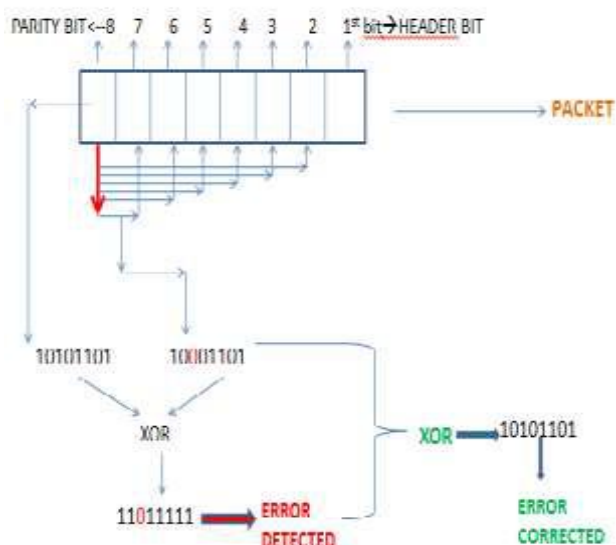 PARITY BIT<--8 7 6 5 4 3 2 1st bit→HEADER BIT
PACKET
10101101 10001101
XOR
XOR 10101101
11011111 ERROR DETECTED
ERROR CORRECTED